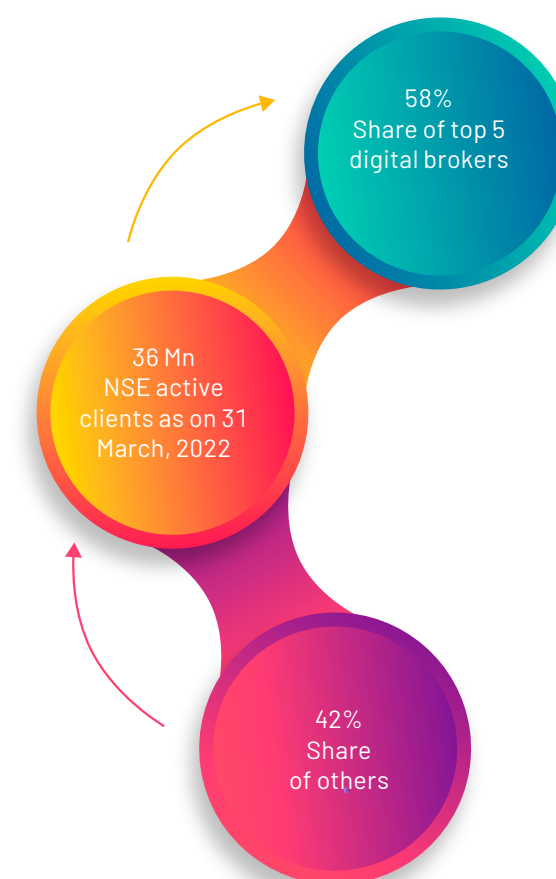 58%
Share of top 5
digital brokers
36 Mn
NSE active
clients as on 31
March, 2022
42%
Share
of others